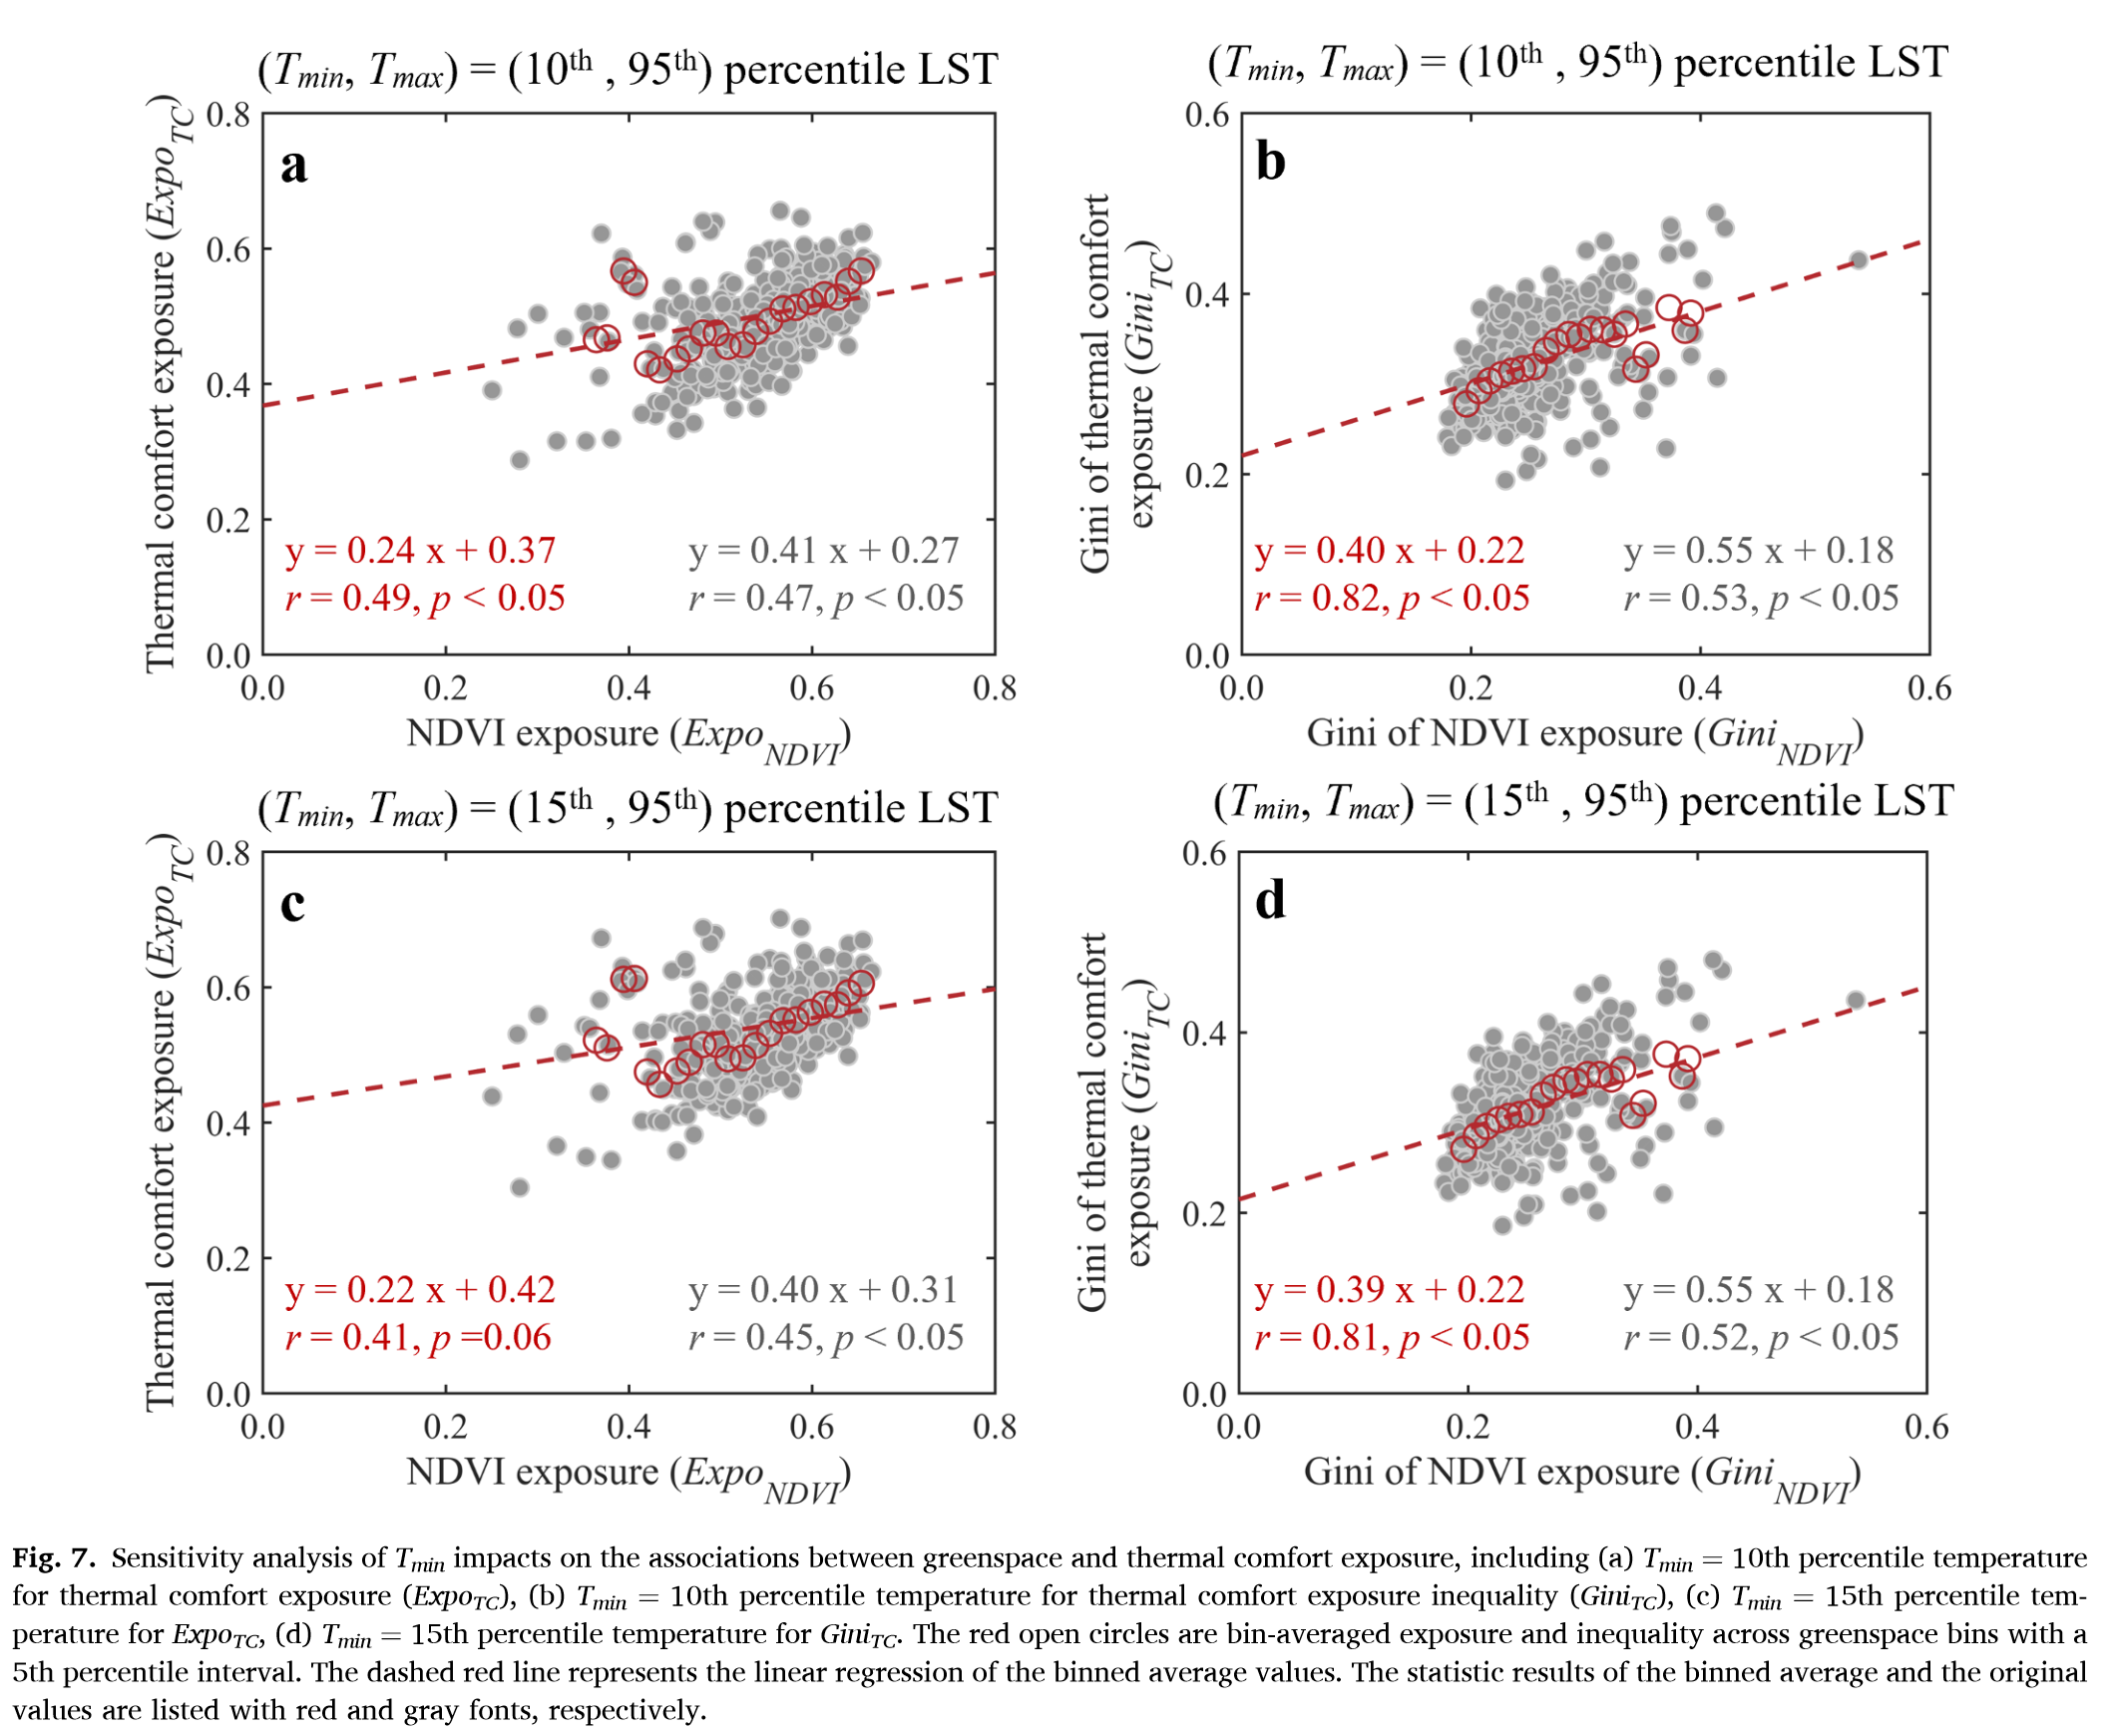 (Tmin, Tmax) = (10th , 95th) percentile LST
a
Thermal comfort exposure (ExpoTC)
0.8
0.6
0.4
0.2
0.0
y = 0.24 x + 0.37
r = 0.49, p < 0.05
y = 0.41 x + 0.27
r = 0.47, p < 0.05
0.0 0.2 0.4 0.6 0.8
NDVI exposure (ExpoNDVI)
(Tmin, Tmax) = (10th , 95th) percentile LST
b
Gini of thermal comfort
exposure (GiniTC)
0.6
0.4
0.2
0.0
y = 0.40 x + 0.22
r = 0.82, p < 0.05
y = 0.55 x + 0.18
r = 0.53, p < 0.05
0.0 0.2 0.4 0.6
Gini of NDVI exposure (GiniNDVI)
(Tmin, Tmax) = (15th , 95th) percentile LST
c
Thermal comfort exposure (ExpoTC)
0.8
0.6
0.4
0.2
0.0
y = 0.22 x + 0.42
r = 0.41, p =0.06
y = 0.40 x + 0.31
r = 0.45, p < 0.05
0.0 0.2 0.4 0.6 0.8
NDVI exposure (ExpoNDVI)
(Tmin, Tmax) = (15th , 95th) percentile LST
d
Gini of thermal comfort
exposure (GiniTC)
0.6
0.4
0.2
0.0
y = 0.39 x + 0.22
r = 0.81, p < 0.05
y = 0.55 x + 0.18
r = 0.52, p < 0.05
0.0 0.2 0.4 0.6
Gini of NDVI exposure (GiniNDVI)
Fig. 7. Sensitivity analysis of Tmin impacts on the associations between greenspace and thermal comfort exposure, including (a) Tmin = 10th percentile temperature
for thermal comfort exposure (ExpoTC), (b) Tmin = 10th percentile temperature for thermal comfort exposure inequality (GiniTC), (c) Tmin = 15th percentile tem-
perature for ExpoTC, (d) Tmin = 15th percentile temperature for GiniTC. The red open circles are bin-averaged exposure and inequality across greenspace bins with a
5th percentile interval. The dashed red line represents the linear regression of the binned average values. The statistic results of the binned average and the original
values are listed with red and gray fonts, respectively.